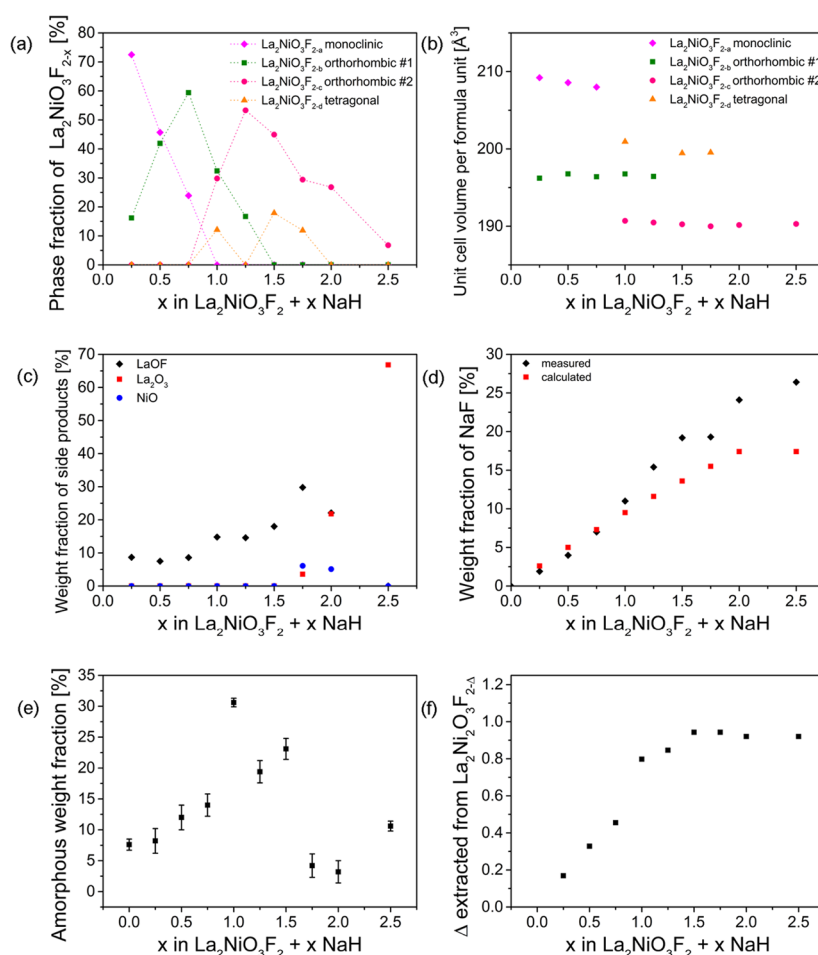 (a)
Phase fraction of La₂NiO₃F₂₋ₓ [%]
80
70
60
50
40
30
20
10
0
La₂NiO₃F₂₋ₐ monoclinic
La₂NiO₃F₂₋b orthorhombic #1
La₂NiO₃F₂₋c orthorhombic #2
La₂NiO₃F₂₋d tetragonal
0.0 0.5 1.0 1.5 2.0 2.5
x in La₂NiO₃F₂ + x NaH
(b)
Unit cell volume per formula unit [Å³]
210
200
190
La₂NiO₃F₂₋ₐ monoclinic
La₂NiO₃F₂₋b orthorhombic #1
La₂NiO₃F₂₋c orthorhombic #2
La₂NiO₃F₂₋d tetragonal
0.0 0.5 1.0 1.5 2.0 2.5
x in La₂NiO₃F₂ + x NaH
(c)
Weight fraction of side products [%]
70
60
50
40
30
20
10
0
LaOF
La₂O₃
NiO
0.0 0.5 1.0 1.5 2.0 2.5
x in La₂NiO₃F₂ + x NaH
(d)
Weight fraction of NaF [%]
30
25
20
15
10
5
0
measured
calculated
0.0 0.5 1.0 1.5 2.0 2.5
x in La₂NiO₃F₂ + x NaH
(e)
Amorphous weight fraction [%]
35
30
25
20
15
10
5
0
0.0 0.5 1.0 1.5 2.0 2.5
x in La₂NiO₃F₂ + x NaH
(f)
Δ extracted from La₂Ni₂O₃F₂₋Δ
1.2
1.0
0.8
0.6
0.4
0.2
0.0
0.0 0.5 1.0 1.5 2.0 2.5
x in La₂NiO₃F₂ + x NaH